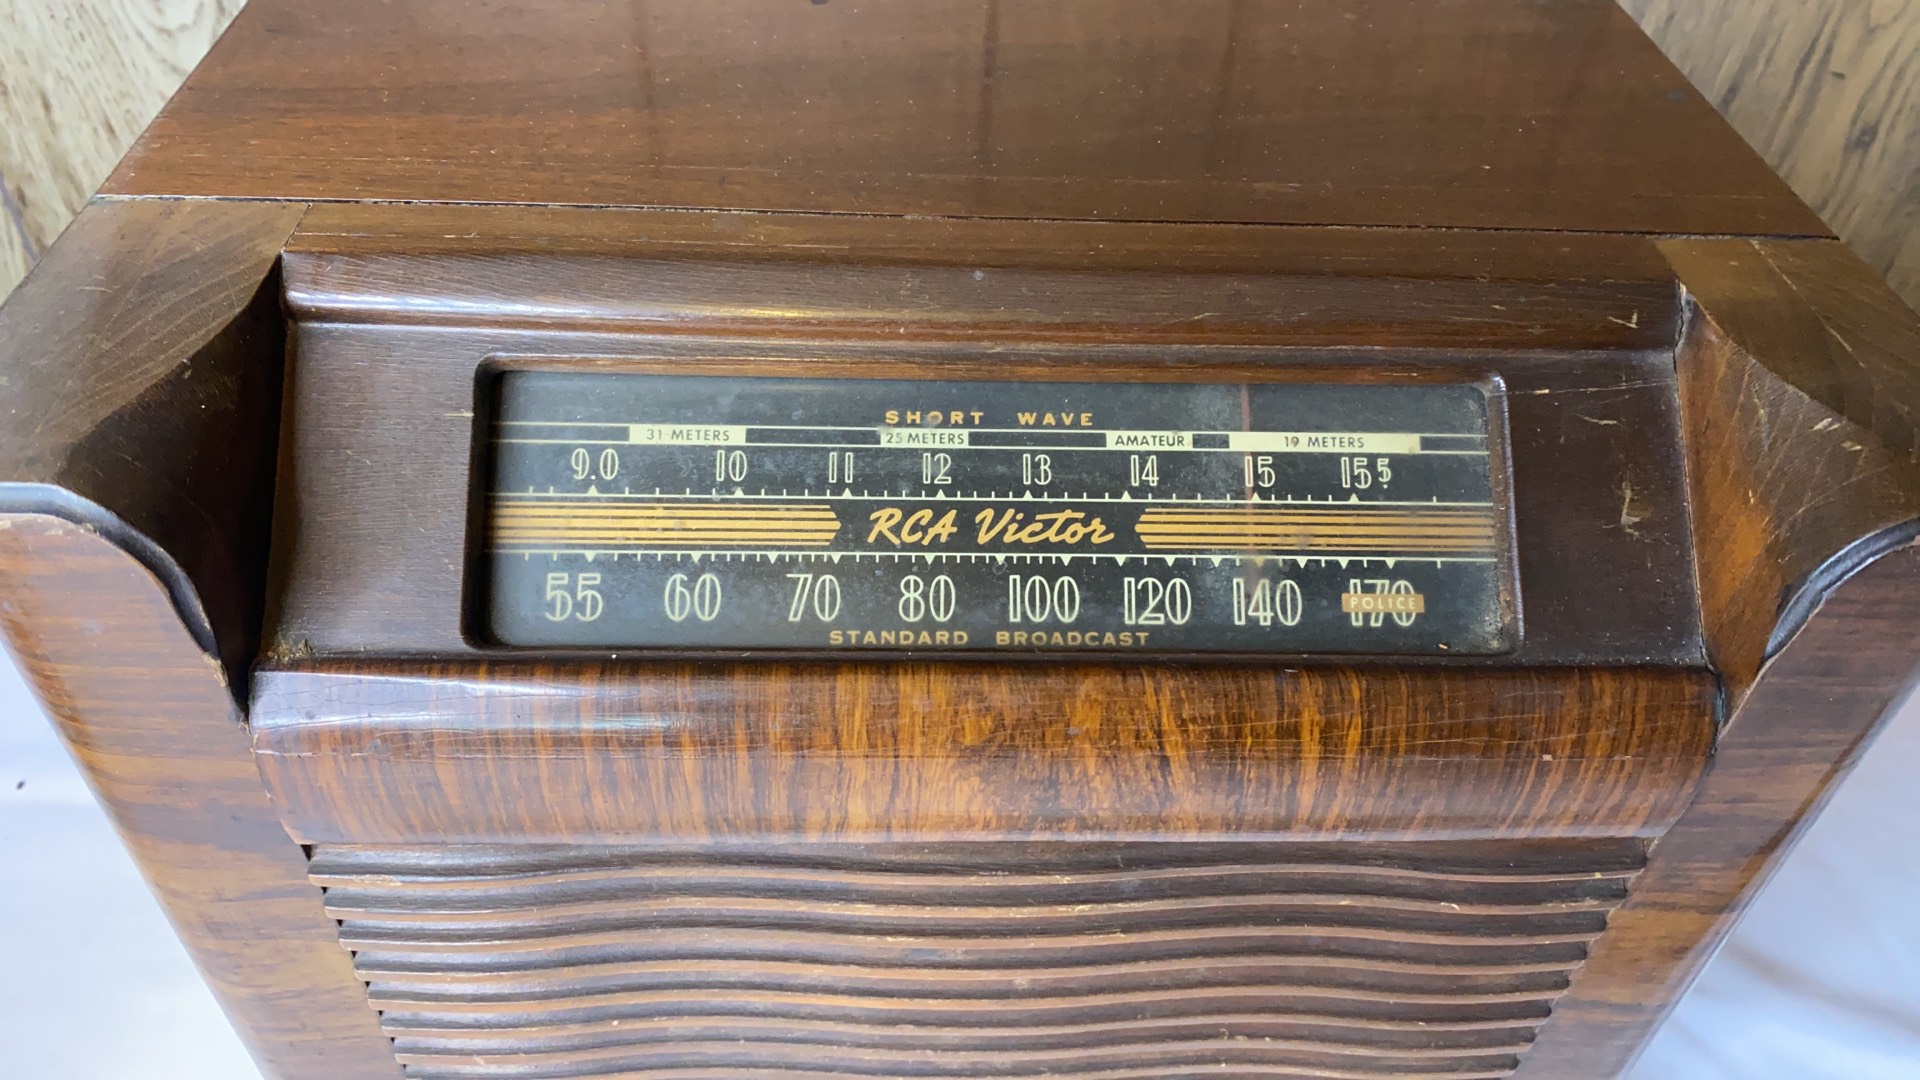 SHORT WAVE
31 METERS 25 METERS AMATEUR 19 METERS
9.0 10 11 12 13 14 15 15.5
RCA Victor
55 60 70 80 100 120 140 170
POLICE
STANDARD BROADCAST